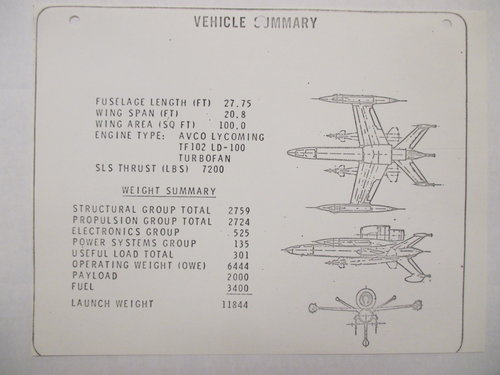 VEHICLE SUMMARY
FUSELAGE LENGTH (FT) 27.75
WING SPAN (FT) 20.8
WING AREA (SQ FT) 100.0
ENGINE TYPE: AVCO LYCOMING
TF102 LD-100
TURBOFAN
SLS THRUST (LBS) 7200
WEIGHT SUMMARY
STRUCTURAL GROUP TOTAL 2759
PROPULSION GROUP TOTAL 2724
ELECTRONICS GROUP 525
POWER SYSTEMS GROUP 135
USEFUL LOAD TOTAL 301
OPERATING WEIGHT (OWE) 6444
PAYLOAD 2000
FUEL 3400
LAUNCH WEIGHT 11844